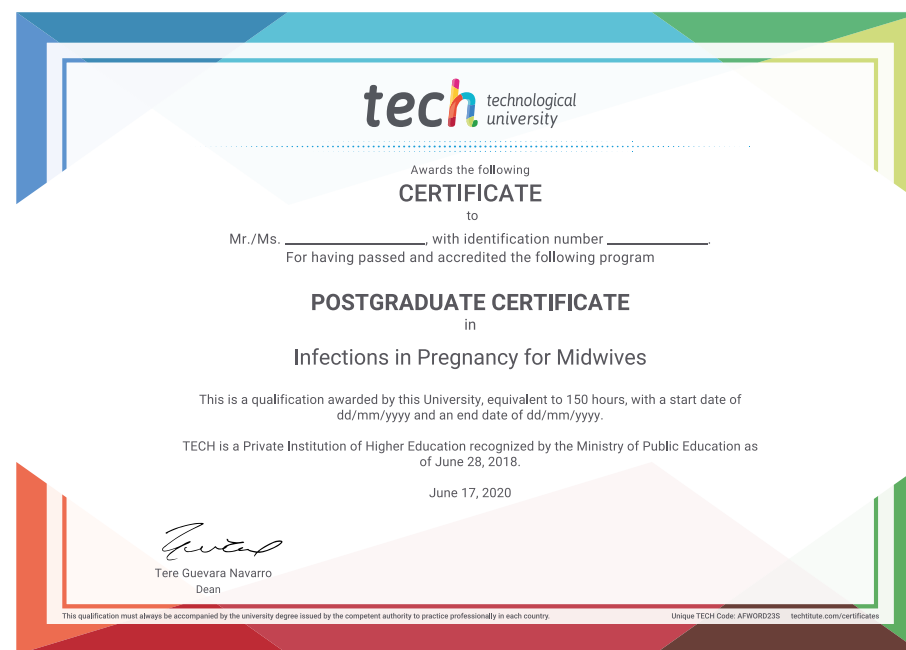 tech technological
university
Awards the following
CERTIFICATE
to
Mr./Ms. ____________________, with identification number ______________.
For having passed and accredited the following program
POSTGRADUATE CERTIFICATE
in
Infections in Pregnancy for Midwives
This is a qualification awarded by this University, equivalent to 150 hours, with a start date of
dd/mm/yyyy and an end date of dd/mm/yyyy.
TECH is a Private Institution of Higher Education recognized by the Ministry of Public Education as
of June 28, 2018.
June 17, 2020
Tere Guevara Navarro
Dean
This qualification must always be accompanied by the university degree issued by the competent authority to practice professionally in each country. Unique TECH Code: AFWORD23S techtitute.com/certificates